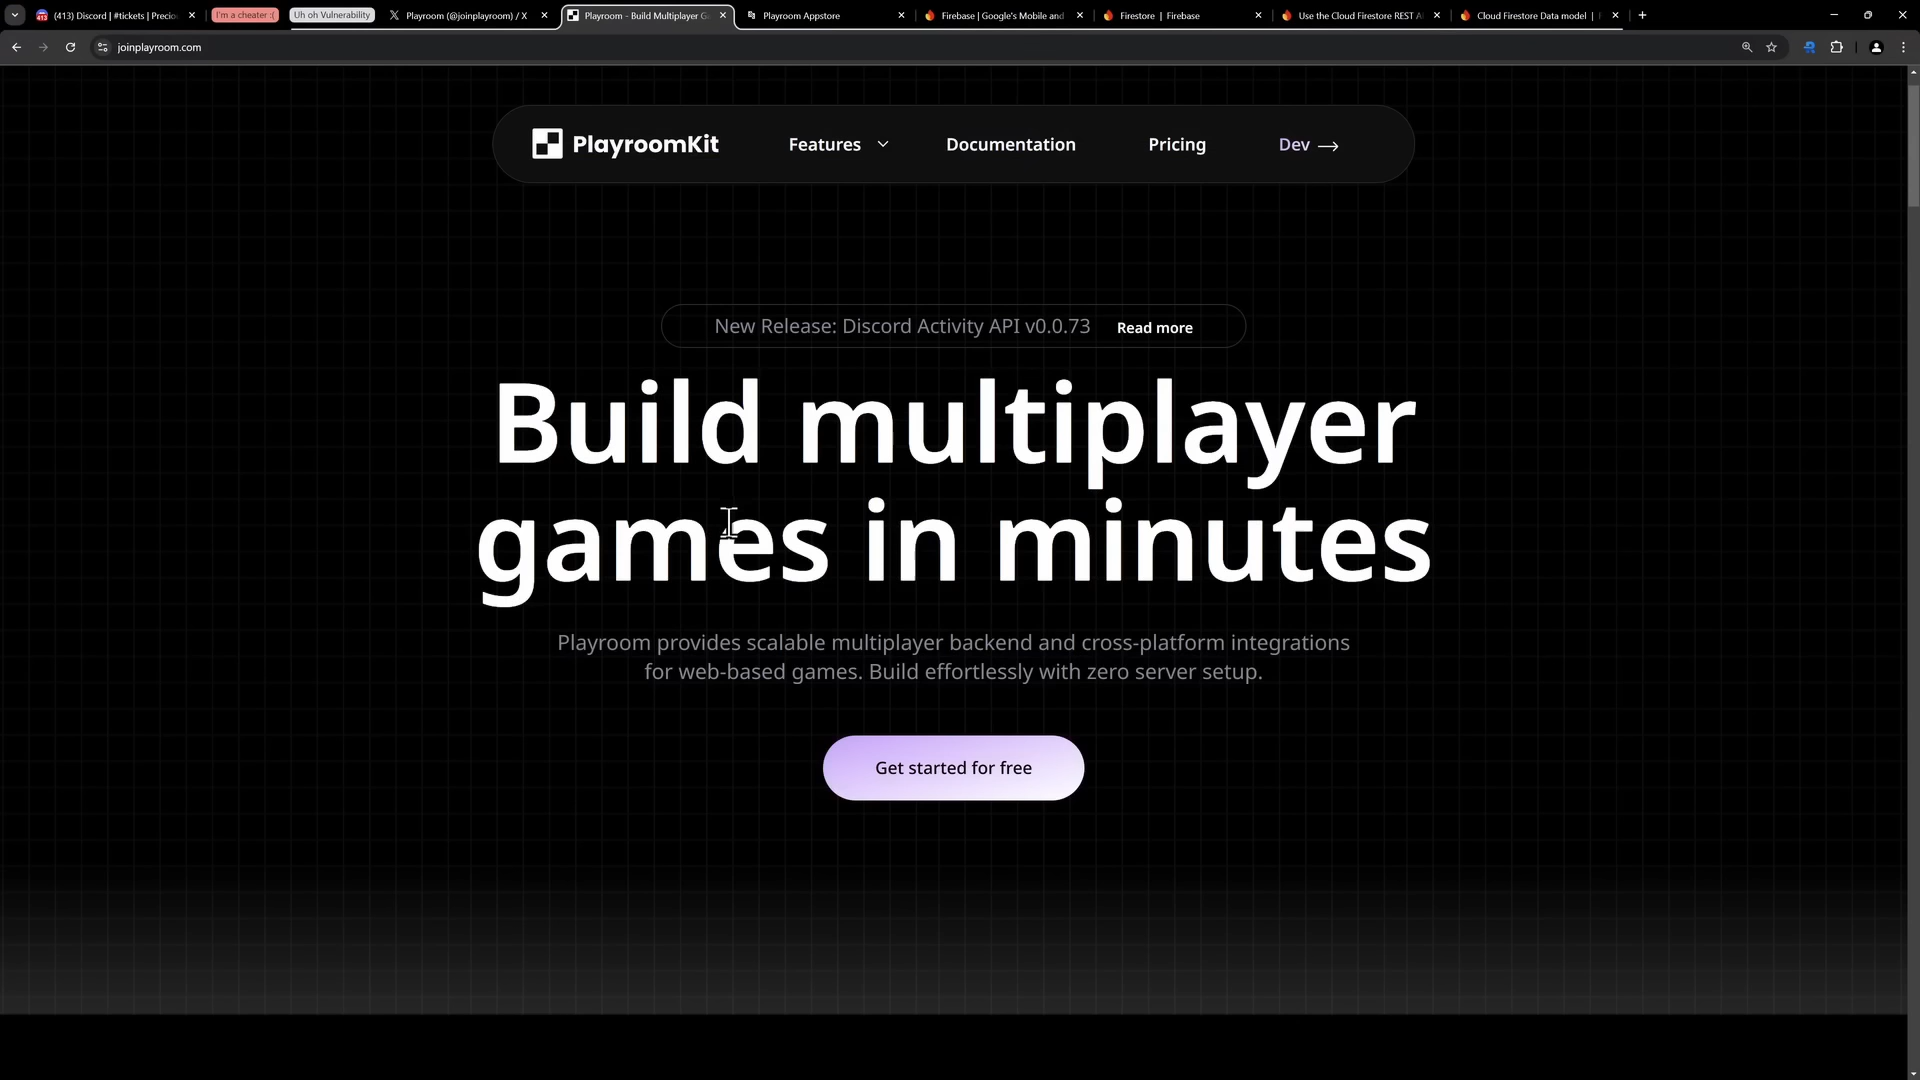 (413) Discord | #tickets | Precio
I'm a cheater :(
Uh oh Vulnerability
Playroom (@joinplayroom) / X
Playroom - Build Multiplayer G
Playroom Appstore
Firebase | Google's Mobile and
Firestore | Firebase
Use the Cloud Firestore REST A
Cloud Firestore Data model |
joinplayroom.com
PlayroomKit
Features
Documentation
Pricing
Dev →
New Release: Discord Activity API v0.0.73
Read more
Build multiplayer
games in minutes
Playroom provides scalable multiplayer backend and cross-platform integrations
for web-based games. Build effortlessly with zero server setup.
Get started for free